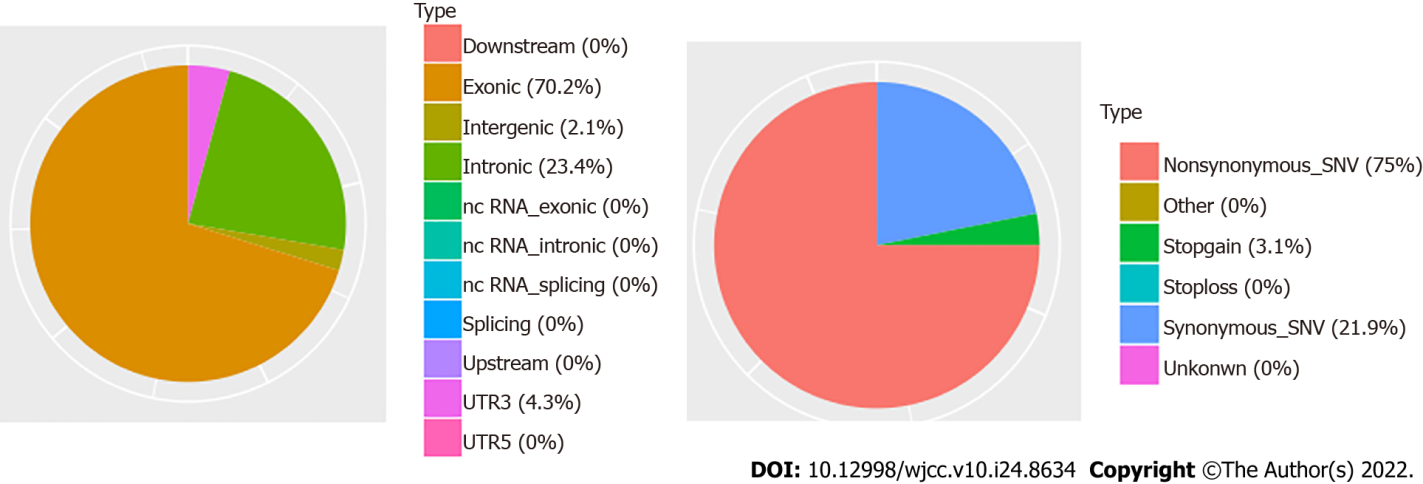 Type
Downstream (0%)
Exonic (70.2%)
Intergenic (2.1%)
Intronic (23.4%)
nc RNA_exonic (0%)
nc RNA_intronic (0%)
nc RNA_splicing (0%)
Splicing (0%)
Upstream (0%)
UTR3 (4.3%)
UTR5 (0%)
Type
Nonsynonymous_SNV (75%)
Other (0%)
Stopgain (3.1%)
Stoploss (0%)
Synonymous_SNV (21.9%)
Unkonwn (0%)
DOI: 10.12998/wjcc.v10.i24.8634 Copyright ©The Author(s) 2022.